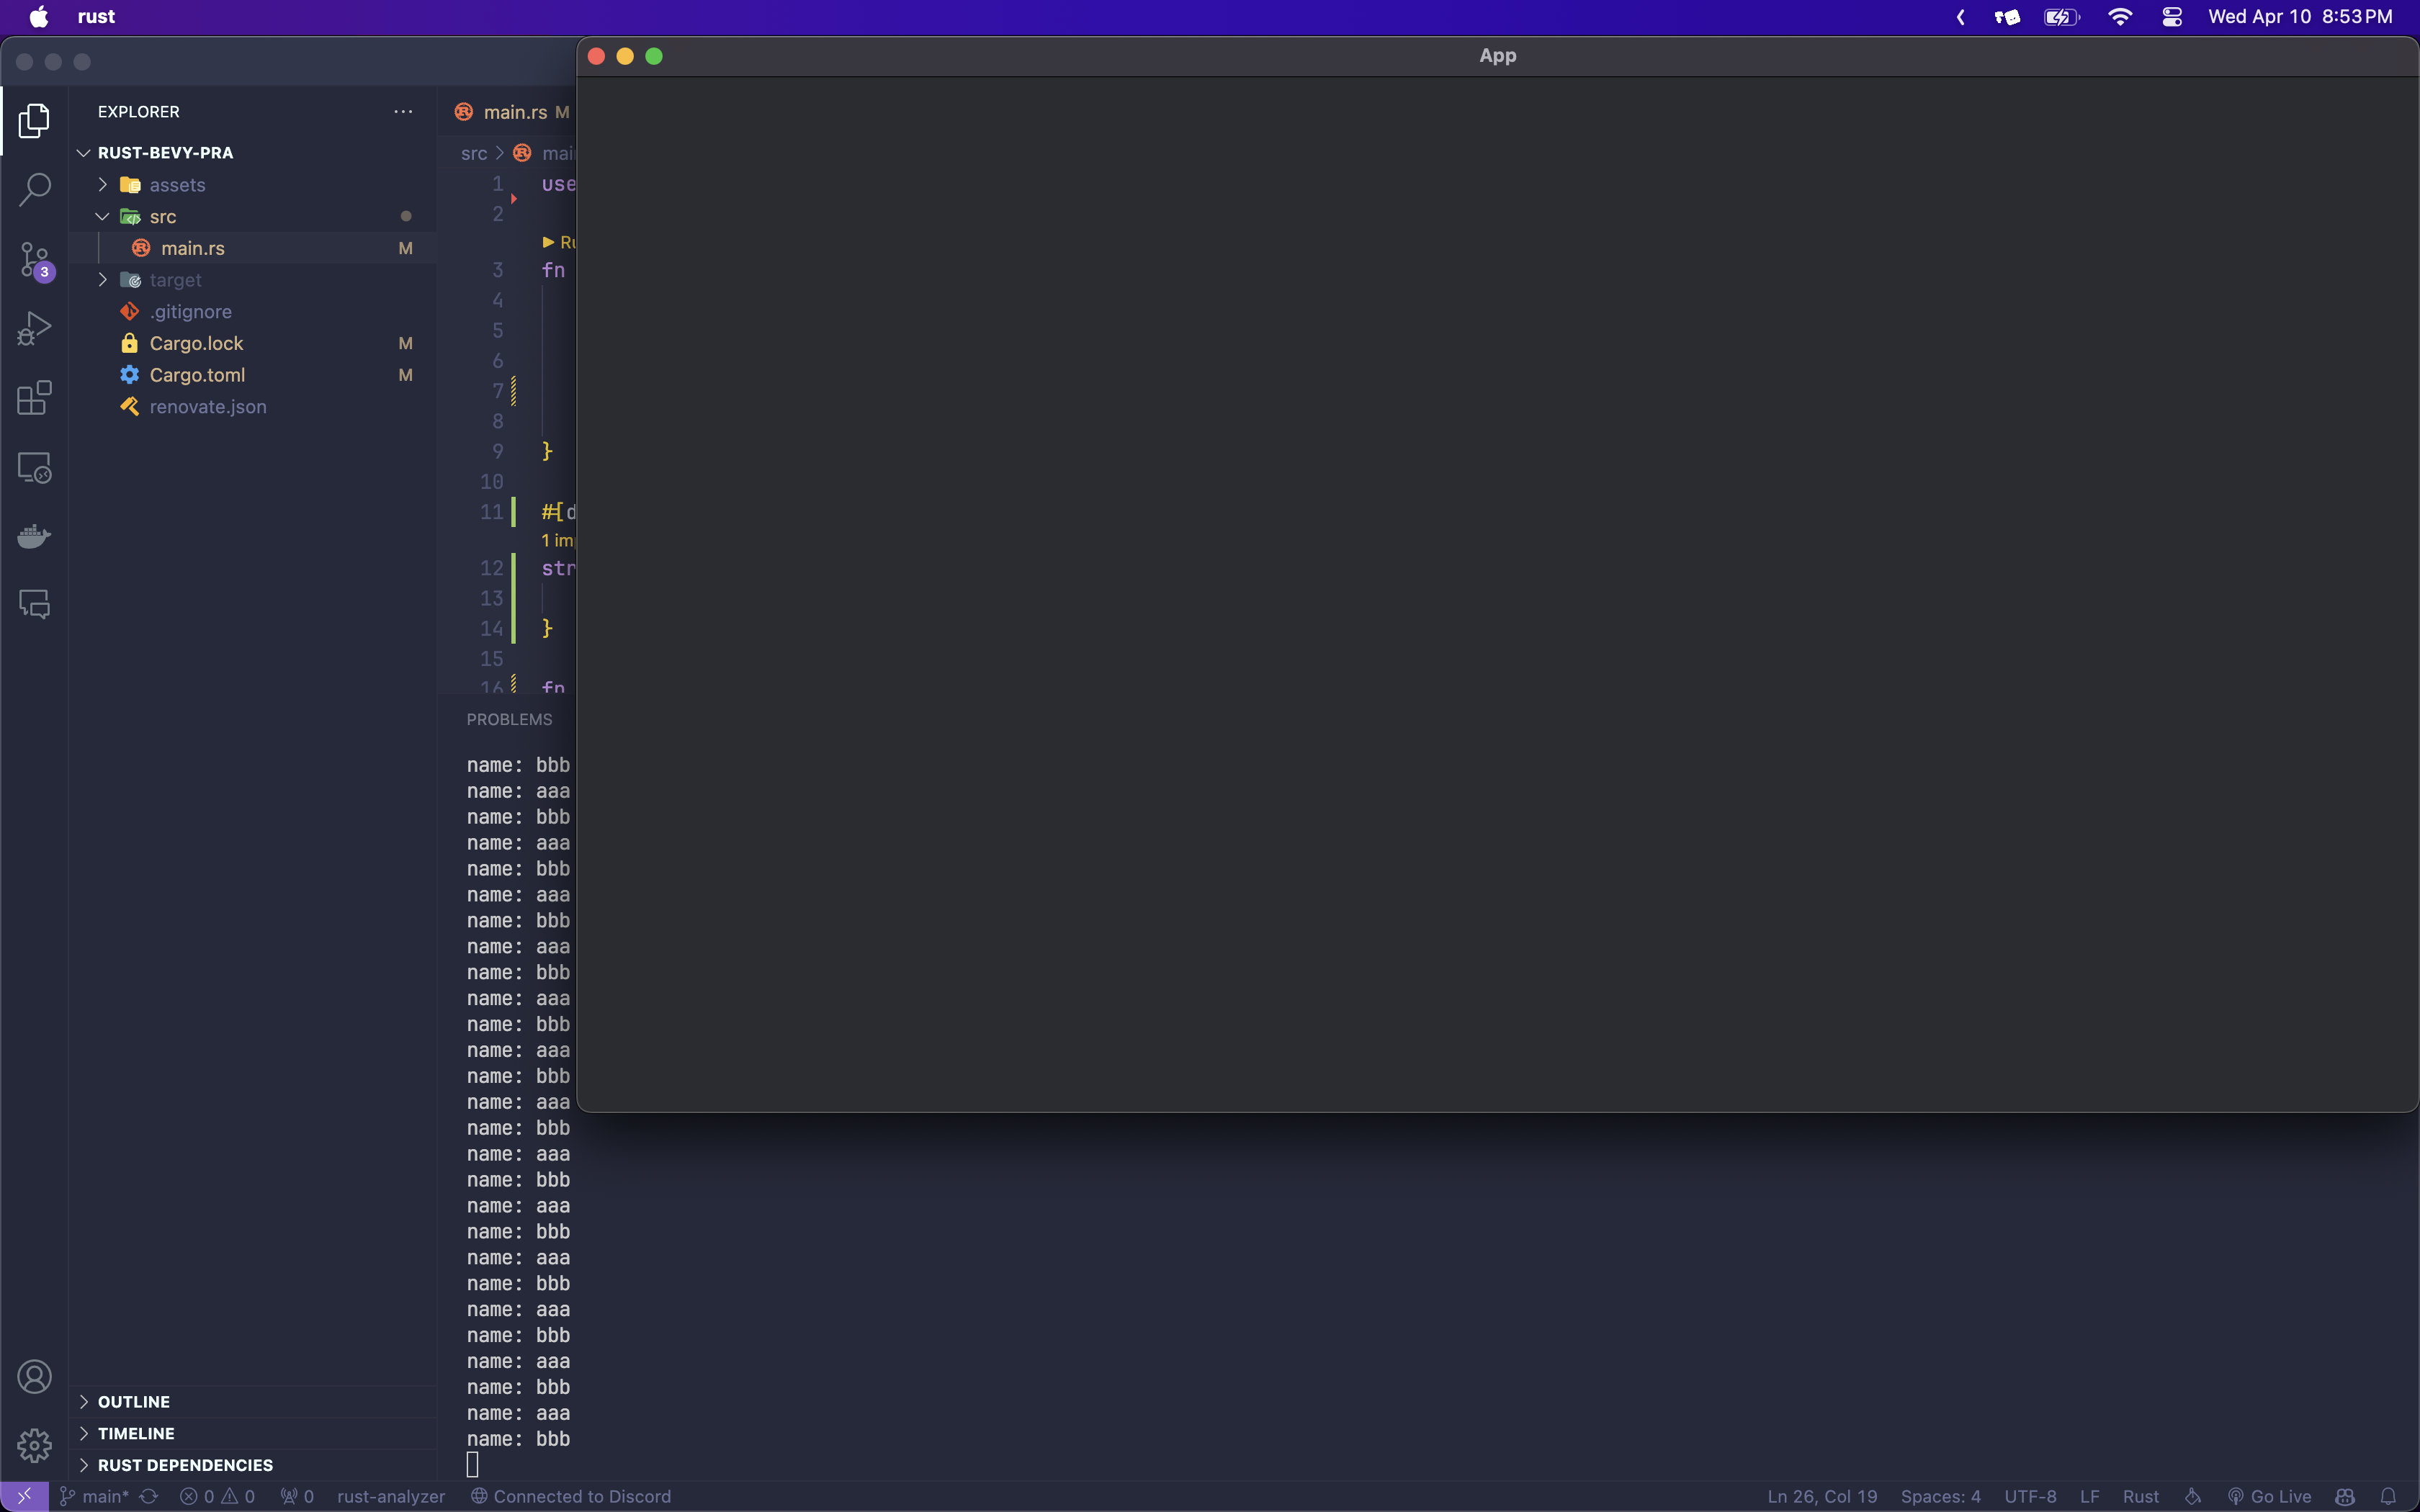 rust
Wed Apr 10 8:53 PM
App
EXPLORER
RUST-BEVY-PRA
assets
src
main.rs M
target
.gitignore
Cargo.lock M
Cargo.toml M
renovate.json
3
OUTLINE
TIMELINE
RUST DEPENDENCIES
main.rs M
src >
1 use
2
3 fn
4
5
6
7
8
9 }
10
11 #[d
12 str
13
14 }
15
16 fn
PROBLEMS
name: bbb
name: aaa
name: bbb
name: aaa
name: bbb
name: aaa
name: bbb
name: aaa
name: bbb
name: aaa
name: bbb
name: aaa
name: bbb
name: aaa
name: bbb
name: aaa
name: bbb
name: aaa
name: bbb
name: aaa
name: bbb
name: aaa
name: bbb
name: aaa
name: bbb
name: aaa
name: bbb
main* 0 0 0 rust-analyzer Connected to Discord
Ln 26, Col 19 Spaces: 4 UTF-8 LF Rust Go Live